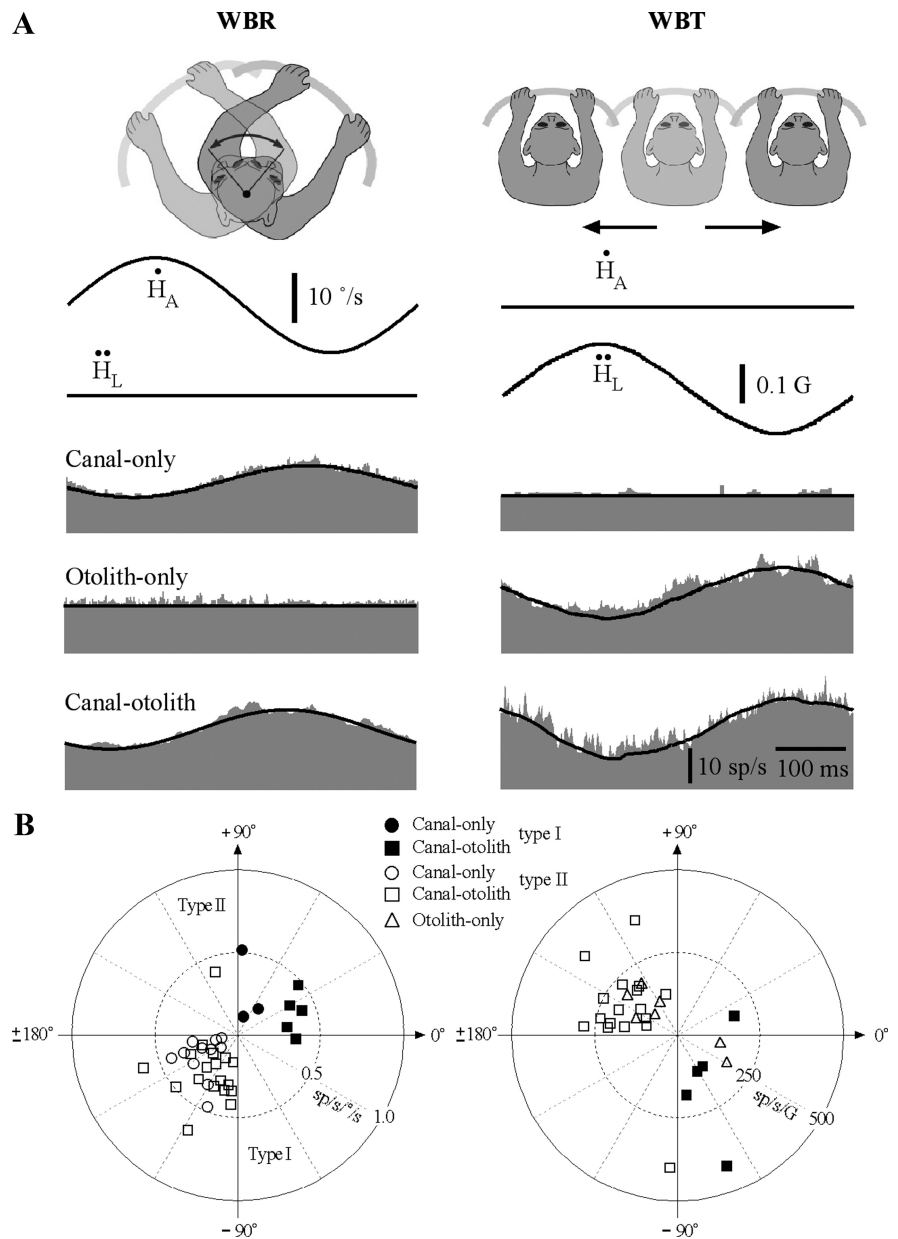 A
WBR
WBT
Ḣ_A
10 °/s
Ḧ_L
Ḣ_A
Ḧ_L
0.1 G
Canal-only
Otolith-only
Canal-otolith
10 sp/s
100 ms
B
+90°
Type II
±180°
0°
0.5
sp/s/°/s
1.0
Type I
−90°
Canal-only
Canal-otolith
type I
Canal-only
Canal-otolith
type II
Otolith-only
+90°
±180°
0°
250
sp/s/G
500
−90°